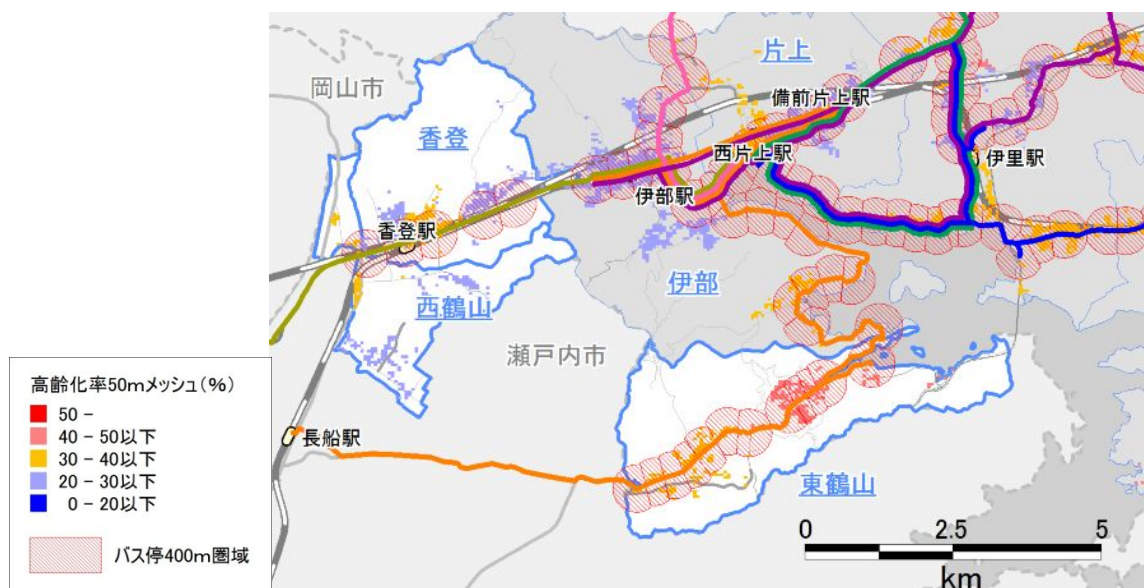 片上
岡山市
備前片上駅
香登
西片上駅
伊里駅
伊部駅
香登駅
伊部
西鶴山
瀬戸内市
高齢化率50mメッシュ(%)
50 -
40 - 50以下
30 - 40以下
20 - 30以下
0 - 20以下
バス停400m圏域
長船駅
東鶴山
0 2.5 5
km